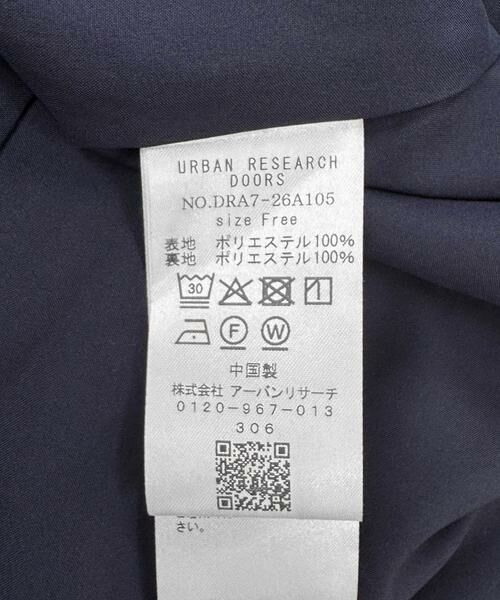 URBAN RESEARCH
DOORS
NO.DRA7-26A105
size Free
表地 ポリエステル100%
裏地 ポリエステル100%
30
F W
中国製
株式会社 アーバンリサーチ
0120-967-013
306
さい。